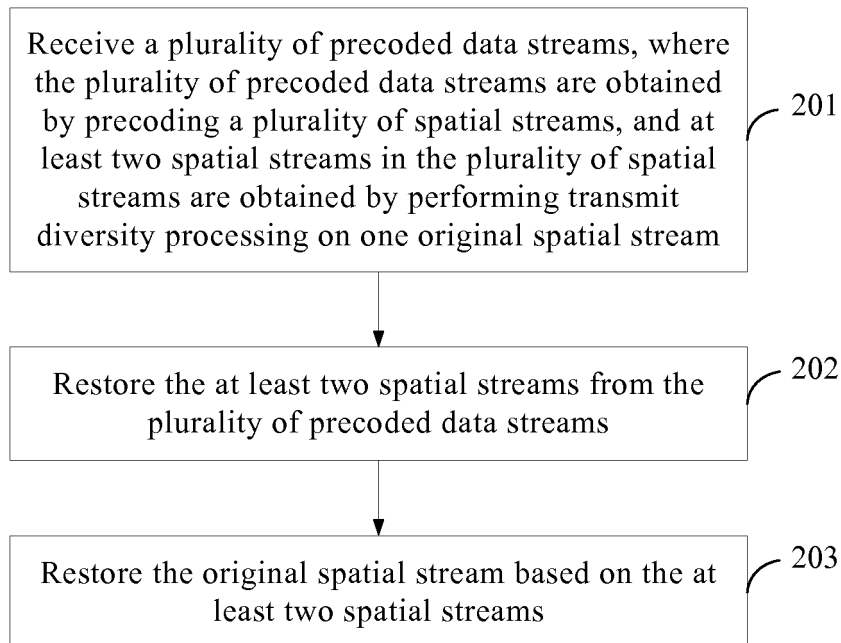 Receive a plurality of precoded data streams, where
the plurality of precoded data streams are obtained
by precoding a plurality of spatial streams, and at
least two spatial streams in the plurality of spatial
streams are obtained by performing transmit
diversity processing on one original spatial stream
201
Restore the at least two spatial streams from the
plurality of precoded data streams
202
Restore the original spatial stream based on the at
least two spatial streams
203